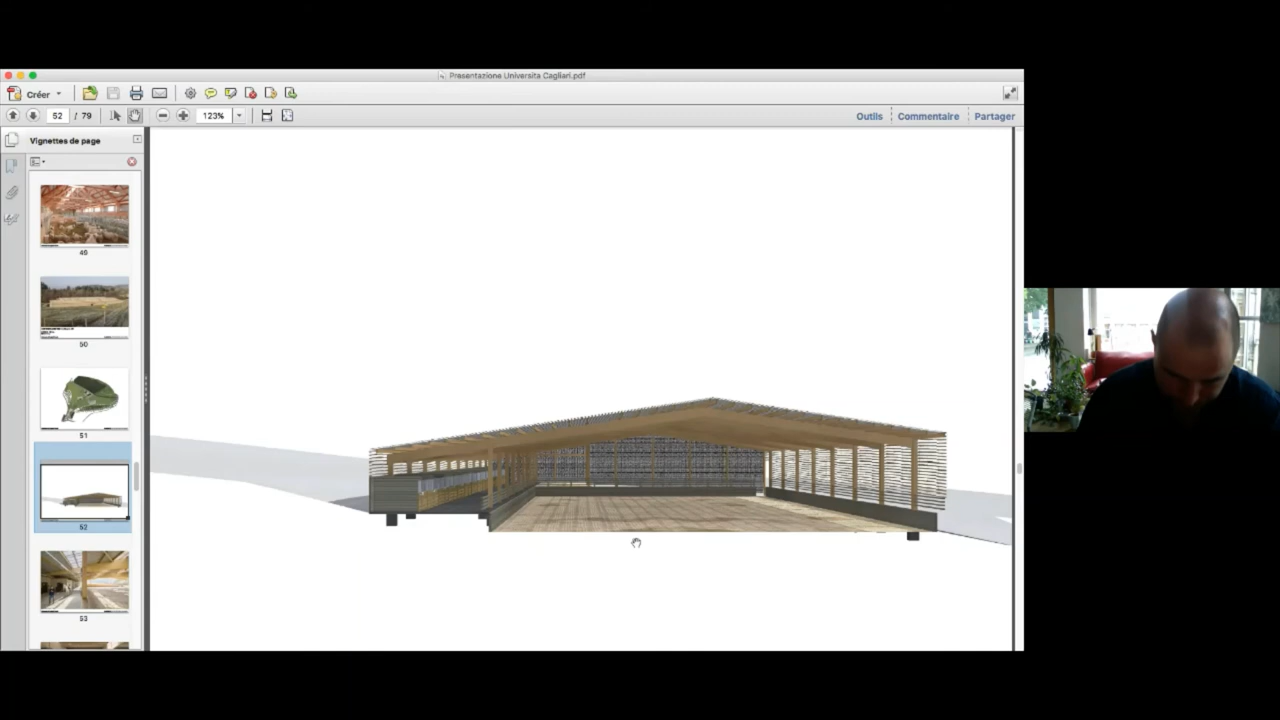 Presentazione Universita Cagliari.pdf
Créer
52 / 79
123%
Outils
Commentaire
Partager
Vignettes de page
49
50
51
52
53